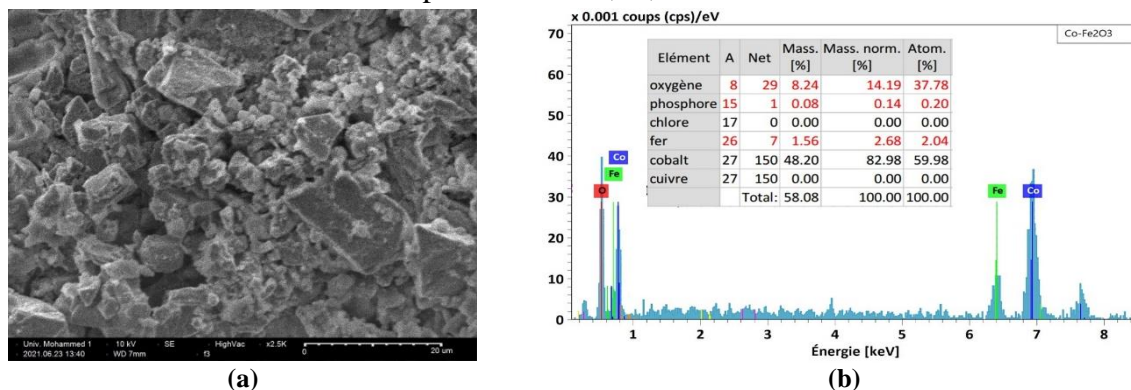 Univ. Mohammed 1 10 kV SE HighVac x2.5K
2021.06.23 13:40 WD 7mm f3 20 um
(a)
x 0.001 coups (cps)/eV
Co-Fe2O3
70
60
50
40
30
20
10
0
Elément A Net Mass. [%] Mass. norm. [%] Atom. [%]
oxygène 8 29 8.24 14.19 37.78
phosphore 15 1 0.08 0.14 0.20
chlore 17 0 0.00 0.00 0.00
fer 26 7 1.56 2.68 2.04
cobalt 27 150 48.20 82.98 59.98
cuivre 27 150 0.00 0.00 0.00
Total: 58.08 100.00 100.00
Co
Fe
O
Fe
Co
1 2 3 4 5 6 7 8
Énergie [keV]
(b)